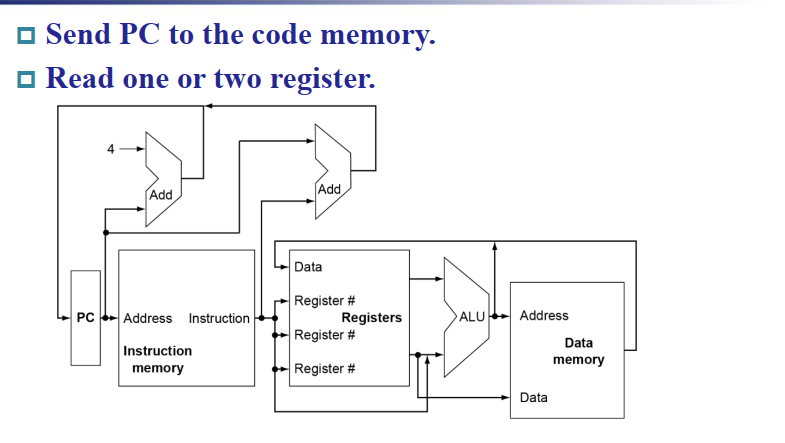 Send PC to the code memory.
Read one or two register.
4
Add
Add
Data
Register #
PC
Address
Instruction
Registers
ALU
Address
Register #
Instruction
memory
Data
memory
Register #
Data